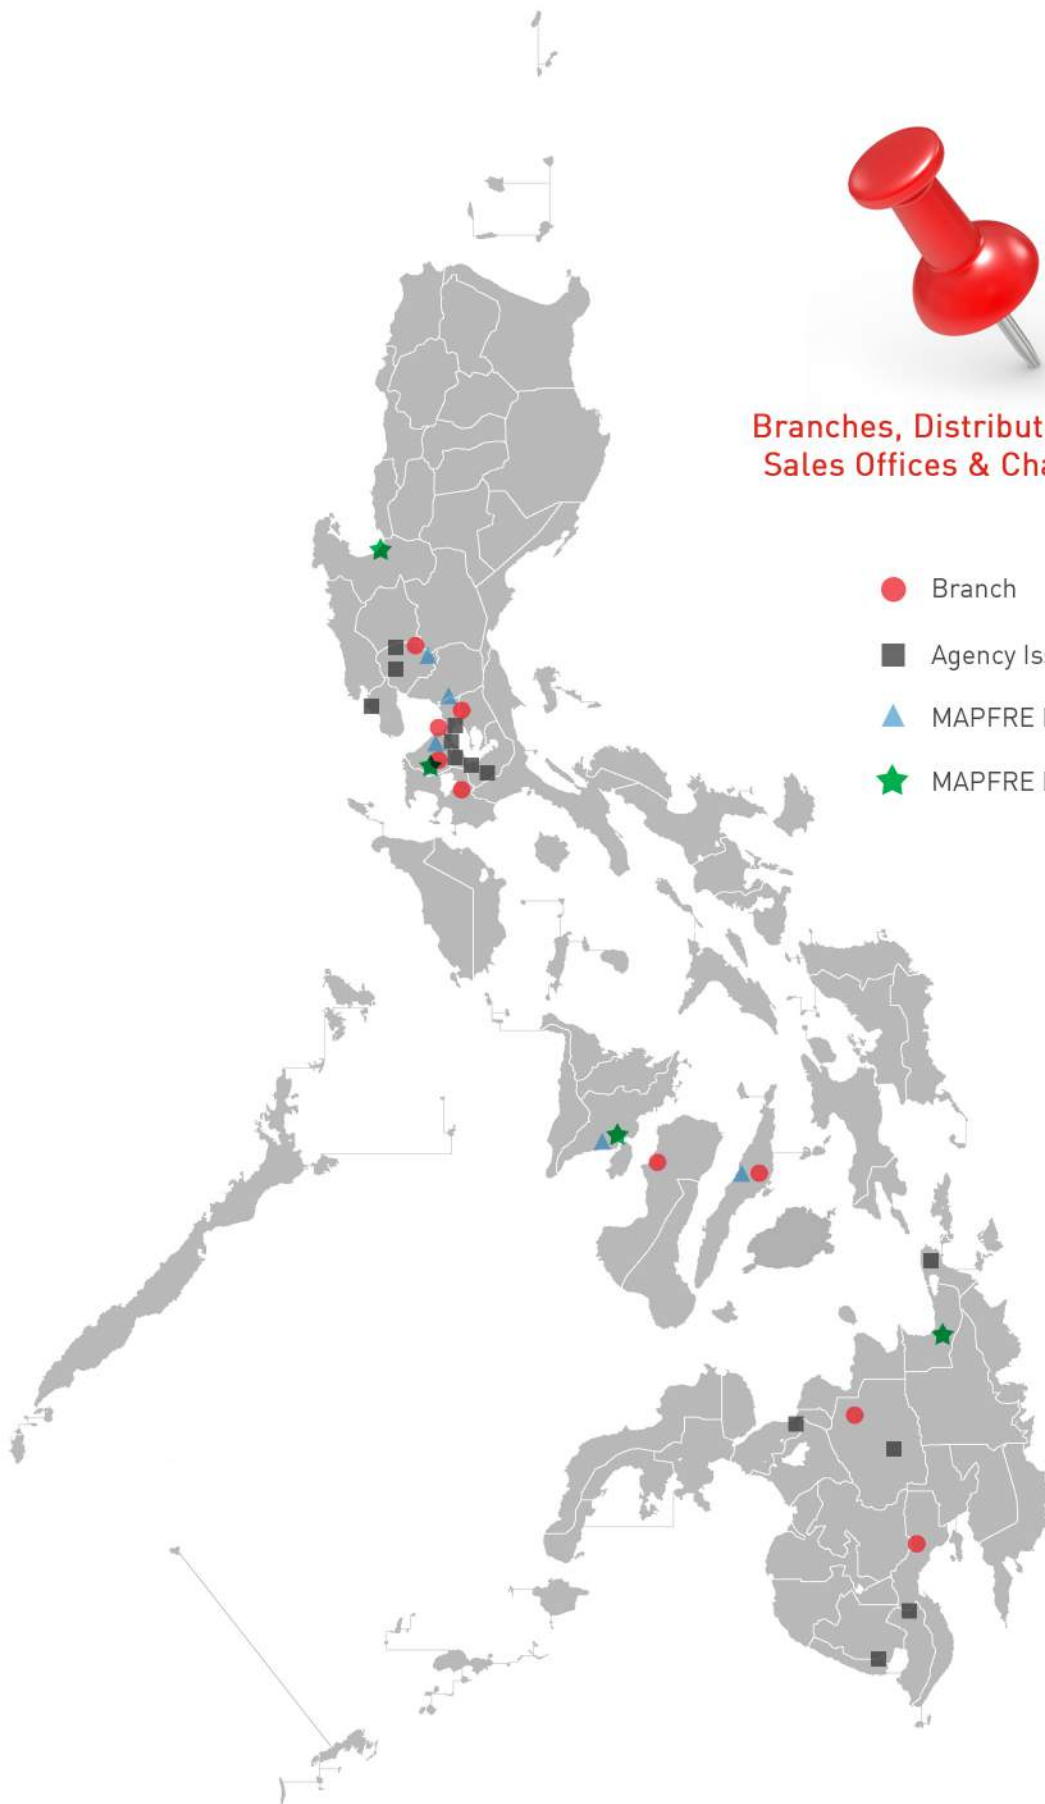 Branches, Distribut
Sales Offices & Cha
Branch
Agency Is
MAPFRE
MAPFRE